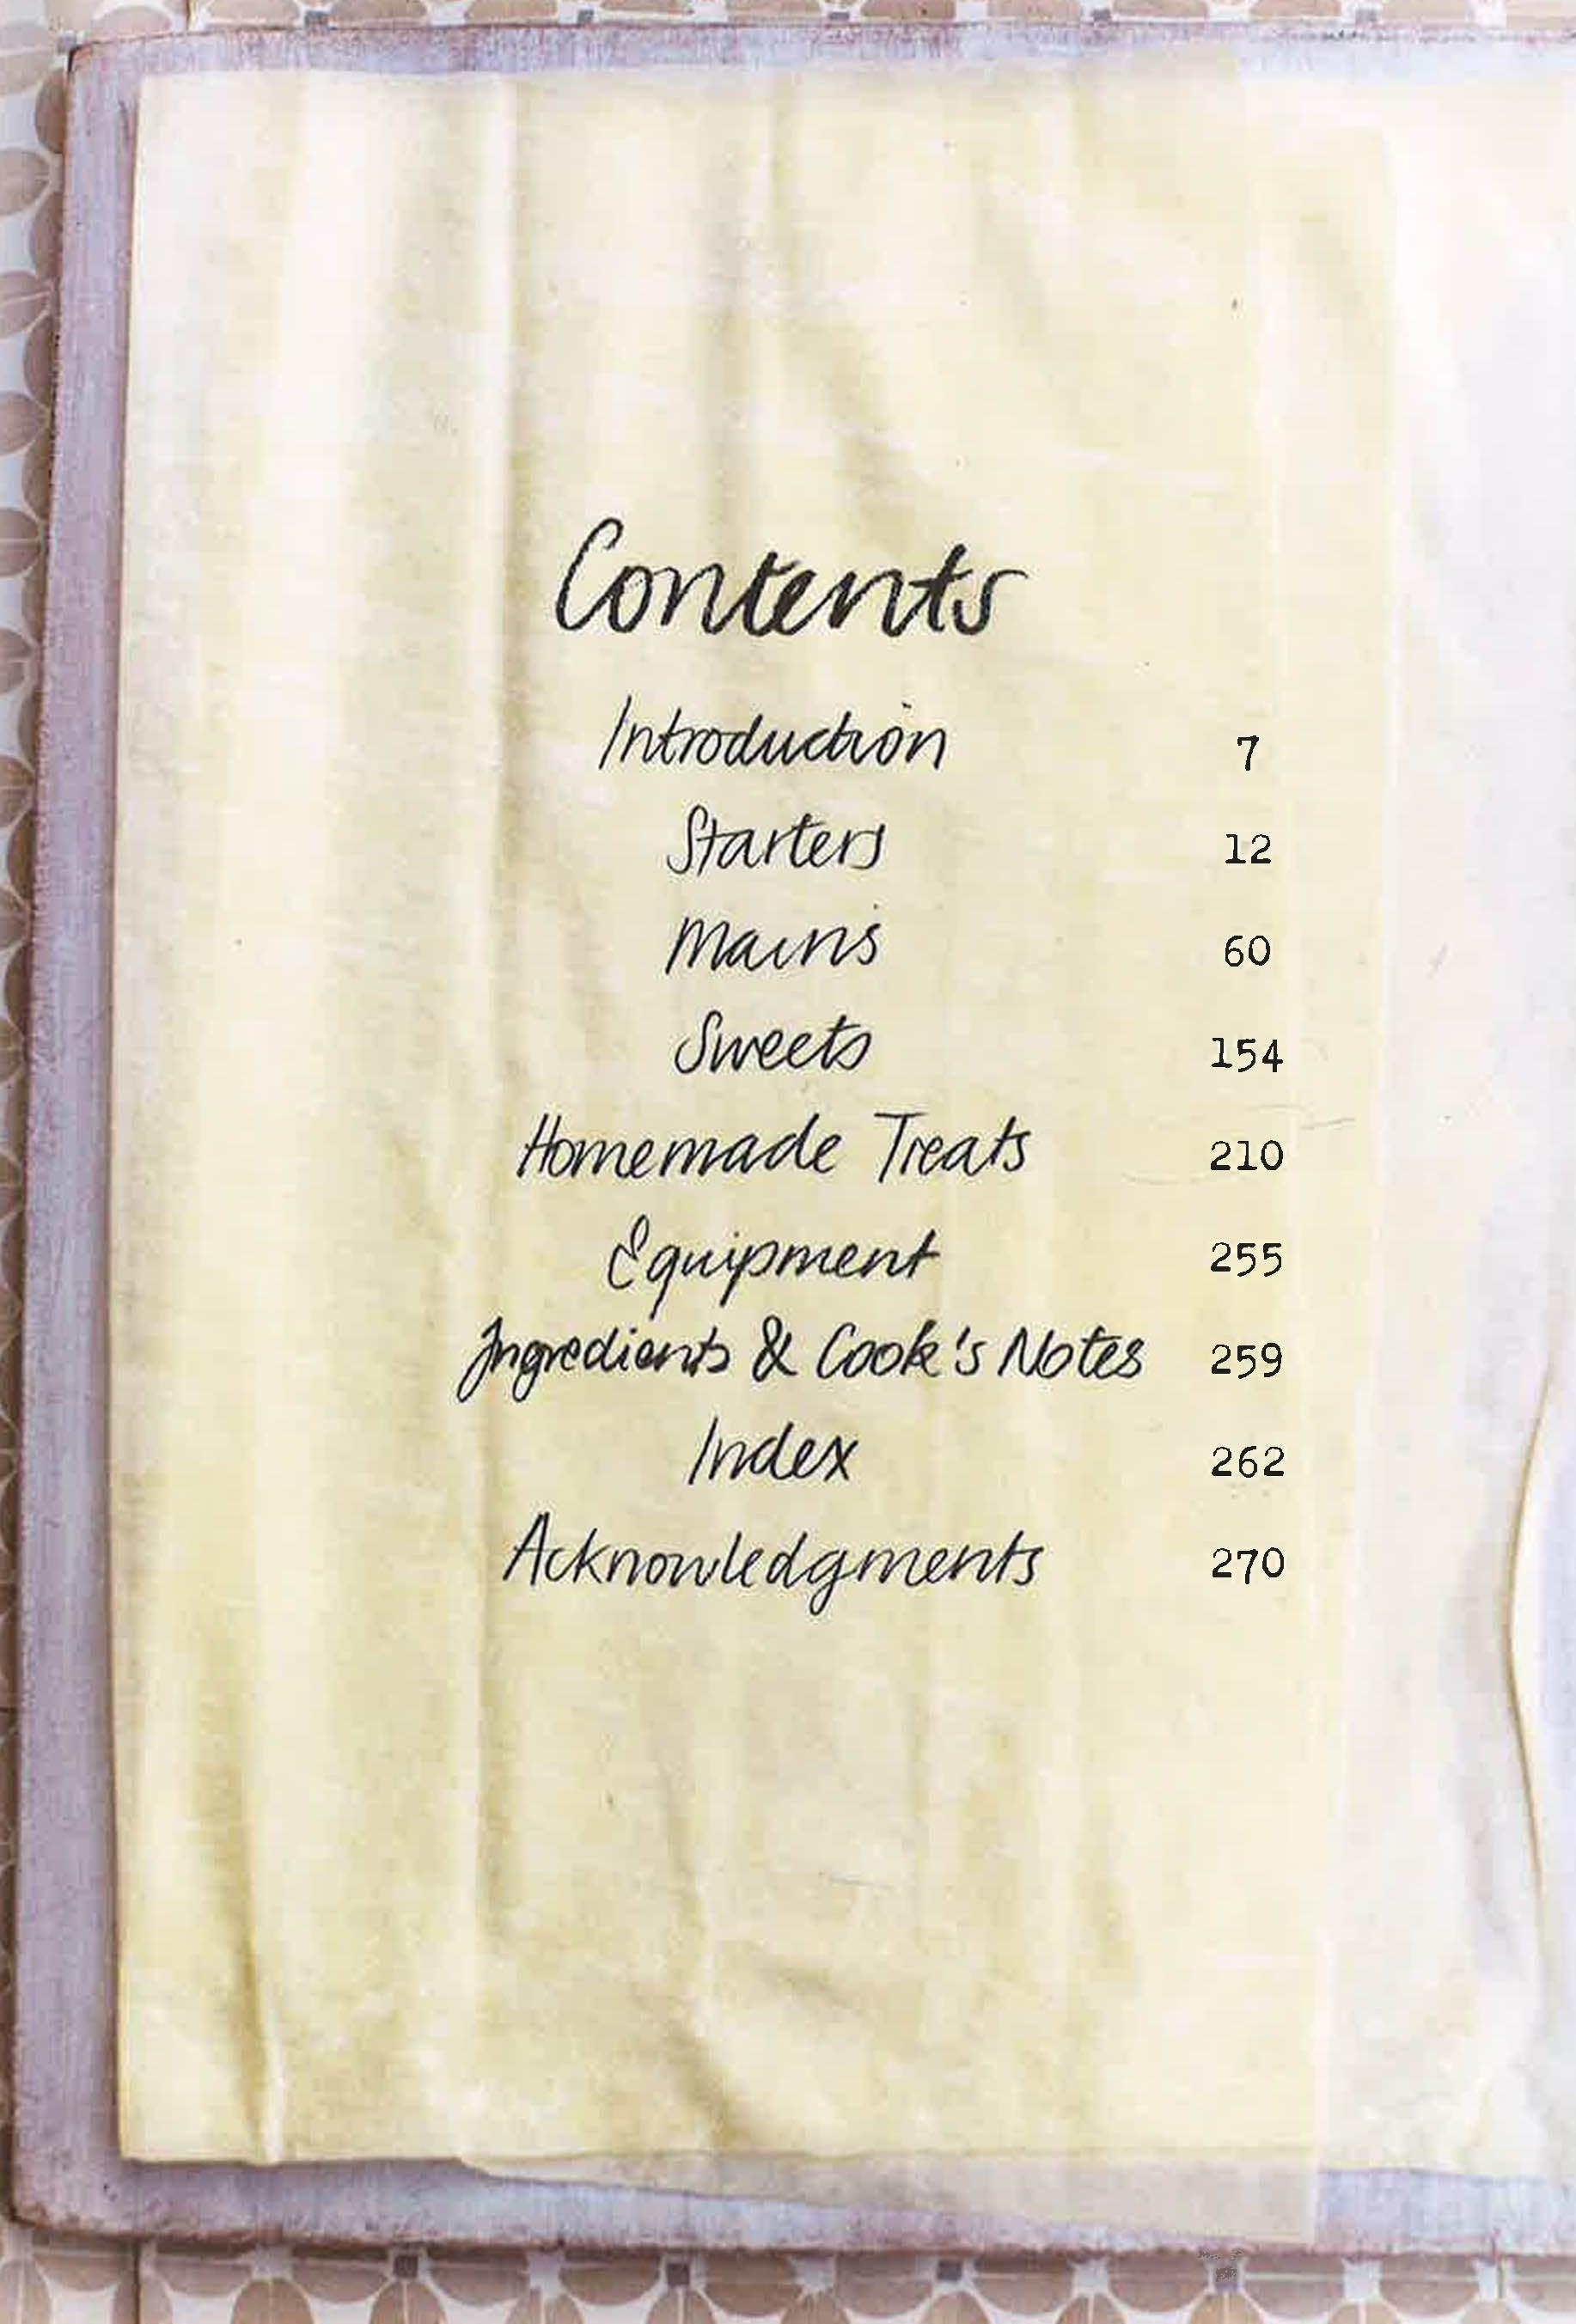 Contents
Introduction 7
Starters 12
Mains 60
Sweets 154
Homemade Treats 210
Equipment 255
Ingredients & Cook's Notes 259
Index 262
Acknowledgments 270